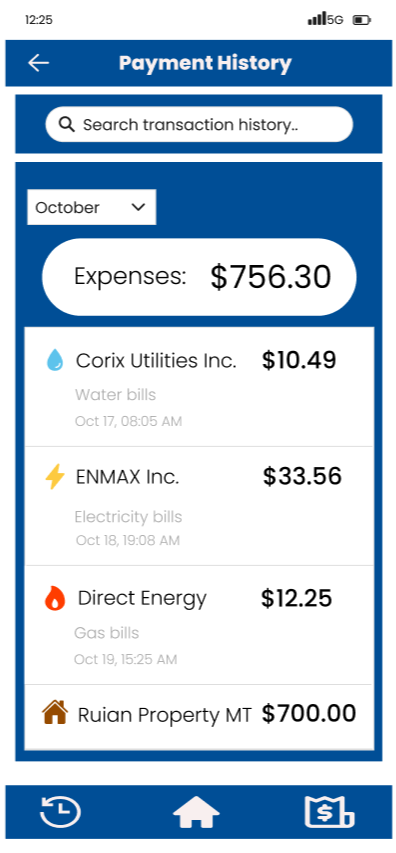 12:25
5G
Payment History
Search transaction history..
October
Expenses: $756.30
Corix Utilities Inc. $10.49
Water bills
Oct 17, 08:05 AM
ENMAX Inc. $33.56
Electricity bills
Oct 18, 19:08 AM
Direct Energy $12.25
Gas bills
Oct 19, 15:25 AM
Ruian Property MT $700.00
$